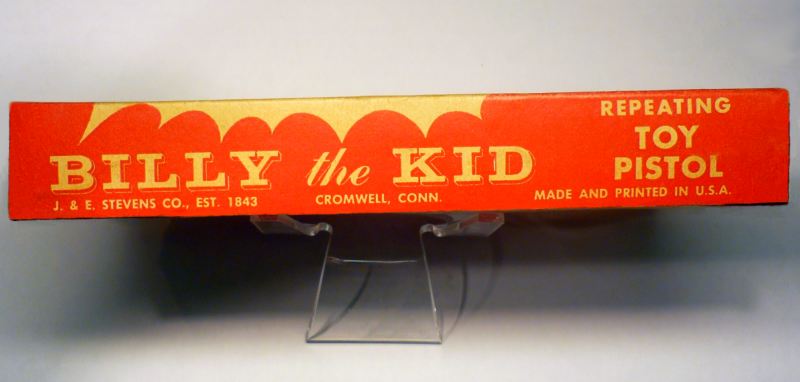 BILLY the KID
J. & E. STEVENS CO., EST. 1843
CROMWELL, CONN.
REPEATING
TOY
PISTOL
MADE AND PRINTED IN U.S.A.